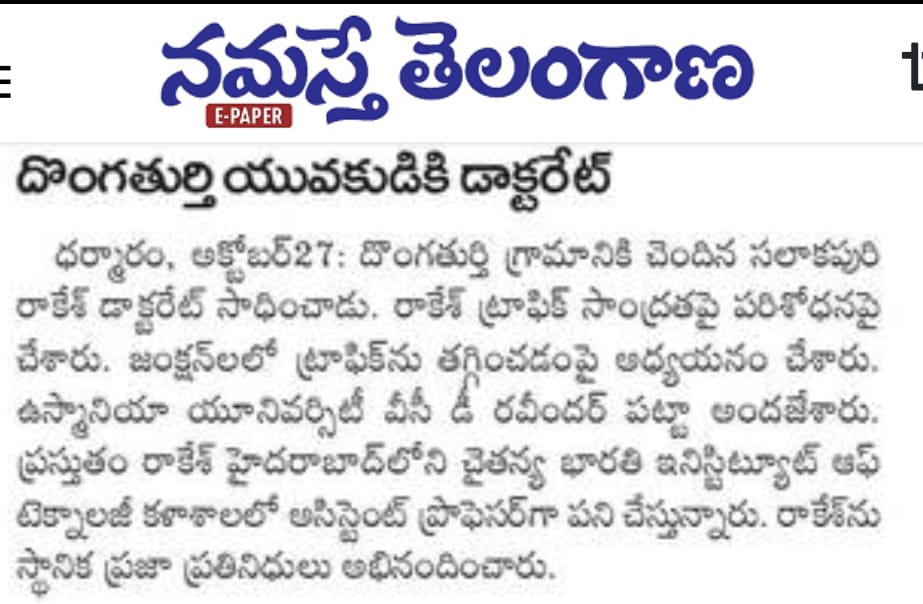 నమస్తే తెలంగాణ
E-PAPER
దొంగతుర్తి యువకుడికి డాక్టరేట్
ధర్మారం, అక్టోబర్27: దొంగతుర్తి గ్రామానికి చెందిన సలాకపురి
రాకేశ్ డాక్టరేట్ సాధించాడు. రాకేశ్ ట్రాఫిక్ సాంద్రతపై పరిశోధనపై
చేశారు. జంక్షన్‌లలో ట్రాఫిక్‌ను తగ్గించడంపై అధ్యయనం చేశారు.
ఉస్మానియా యూనివర్సిటీ వీసీ డీ రవీందర్ పట్టా అందజేశారు.
ప్రస్తుతం రాకేశ్ హైదరాబాద్‌లోని చైతన్య భారతి ఇనిస్టిట్యూట్ ఆఫ్
టెక్నాలజీ కళాశాలలో అసిస్టెంట్ ప్రొఫెసర్‌గా పని చేస్తున్నారు. రాకేశ్‌ను
స్థానిక ప్రజా ప్రతినిధులు అభినందించారు.